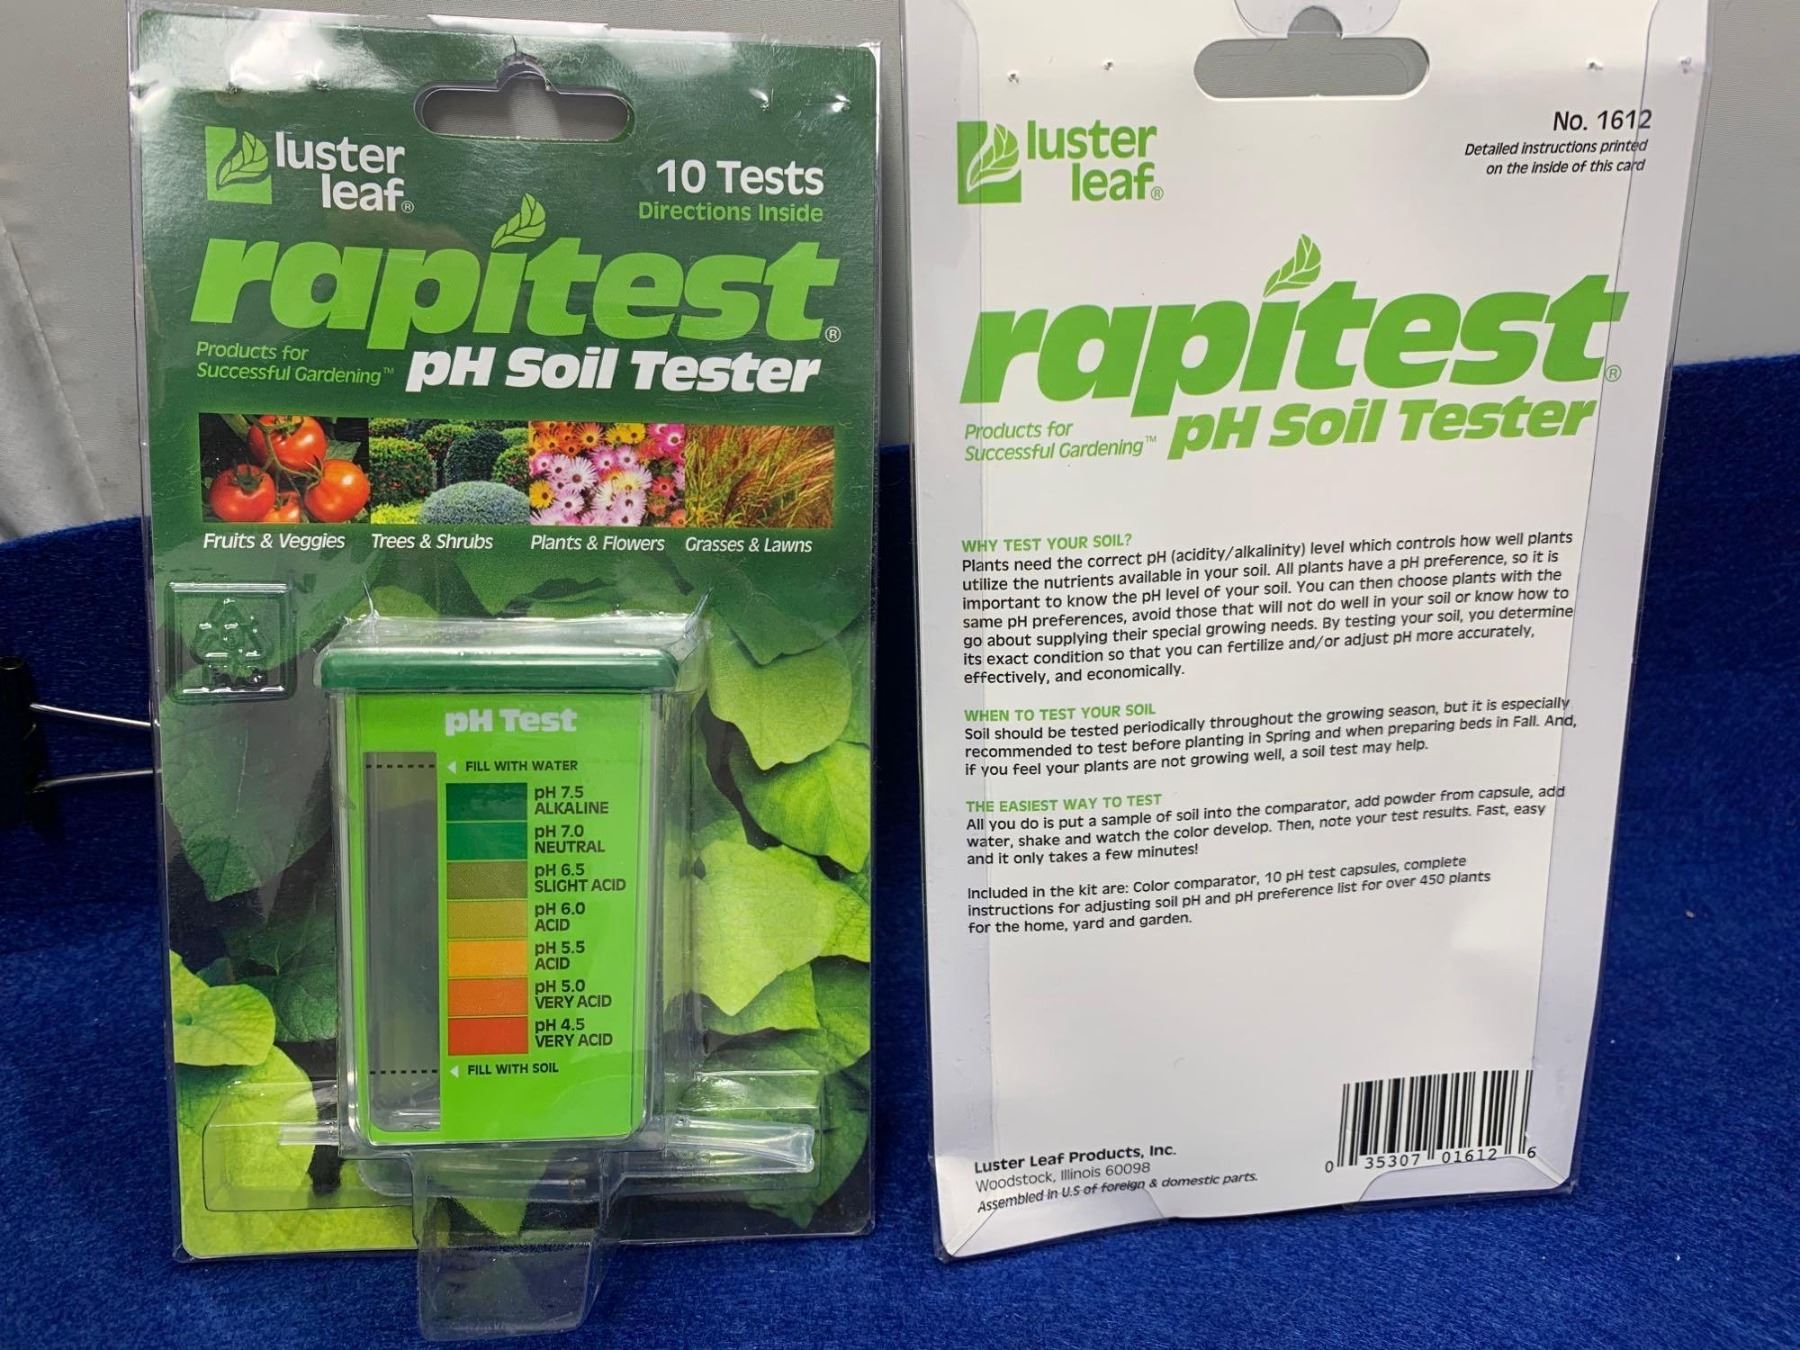 luster
leaf®
10 Tests
Directions Inside
rapitest®
Products for
Successful Gardening™
pH Soil Tester
Fruits & Veggies
Trees & Shrubs
Plants & Flowers
Grasses & Lawns
pH Test
FILL WITH WATER
pH 7.5
ALKALINE
pH 7.0
NEUTRAL
pH 6.5
SLIGHT ACID
pH 6.0
ACID
pH 5.5
ACID
pH 5.0
VERY ACID
pH 4.5
VERY ACID
FILL WITH SOIL
luster
leaf®
No. 1612
Detailed instructions printed
on the inside of this card
rapitest®
Products for
Successful Gardening™
pH Soil Tester
WHY TEST YOUR SOIL?
Plants need the correct pH (acidity/alkalinity) level which controls how well plants
utilize the nutrients available in your soil. All plants have a pH preference, so it is
important to know the pH level of your soil. You can then choose plants with the
same pH preferences, avoid those that will not do well in your soil or know how to
go about supplying their special growing needs. By testing your soil, you determine
its exact condition so that you can fertilize and/or adjust pH more accurately,
effectively, and economically.
WHEN TO TEST YOUR SOIL
Soil should be tested periodically throughout the growing season, but it is especially
recommended to test before planting in Spring and when preparing beds in Fall. And,
if you feel your plants are not growing well, a soil test may help.
THE EASIEST WAY TO TEST
All you do is put a sample of soil into the comparator, add powder from capsule, add
water, shake and watch the color develop. Then, note your test results. Fast, easy
and it only takes a few minutes!
Included in the kit are: Color comparator, 10 pH test capsules, complete
instructions for adjusting soil pH and pH preference list for over 450 plants
for the home, yard and garden.
Luster Leaf Products, Inc.
Woodstock, Illinois 60098
Assembled in U.S of foreign & domestic parts.
0 35307 01612 6